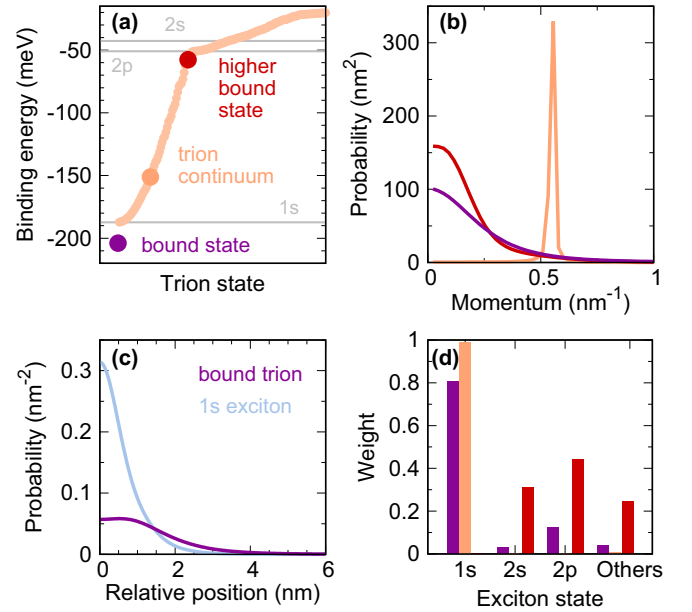 (a)
2s
2p
higher
bound
state
trion
continuum
1s
bound state
-50
-100
-150
-200
Binding energy (meV)
Trion state
(b)
300
200
100
0
Probability (nm²)
0
0.5
1
Momentum (nm⁻¹)
(c)
bound trion
1s exciton
0.3
0.2
0.1
0
Probability (nm⁻²)
0
2
4
6
Relative position (nm)
(d)
1
0.8
0.6
0.4
0.2
0
Weight
1s
2s
2p
Others
Exciton state